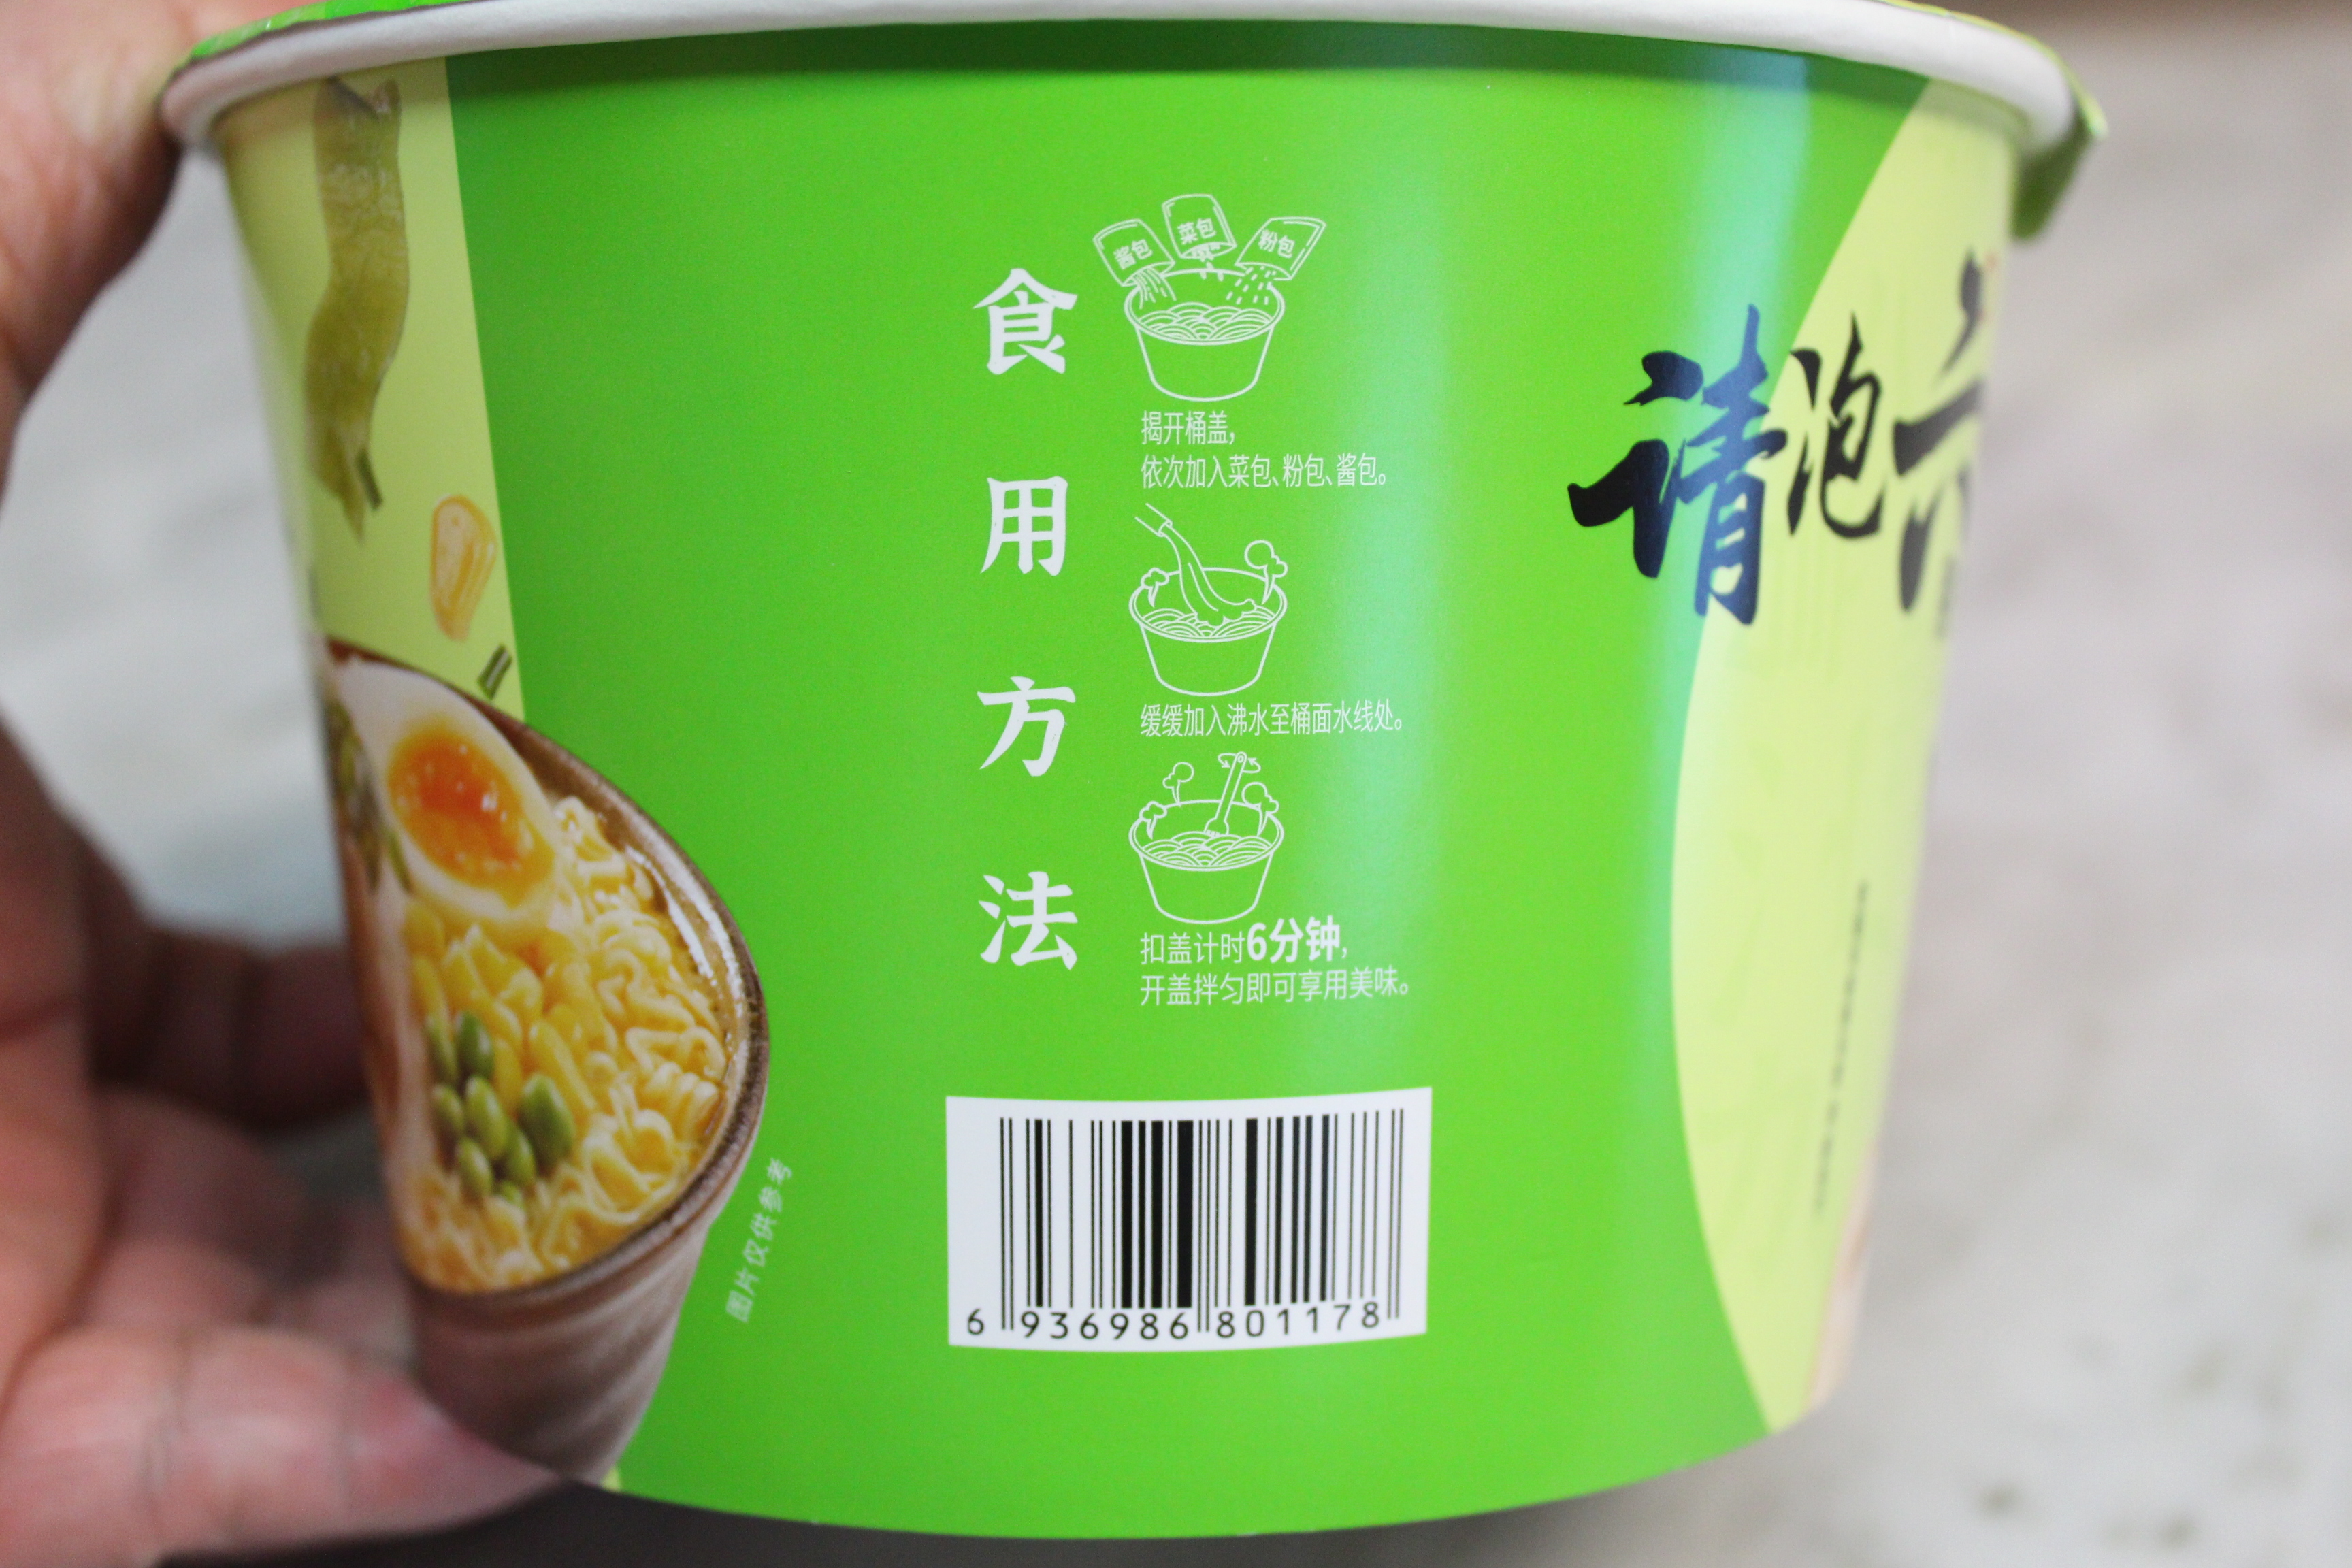 食用方法
酱包
菜包
粉包
揭开桶盖,
依次加入菜包、粉包、酱包。
缓缓加入沸水至桶面水线处。
扣盖计时6分钟,
开盖拌匀即可享用美味。
请泡六
图片仅供参考
6 936986 801178